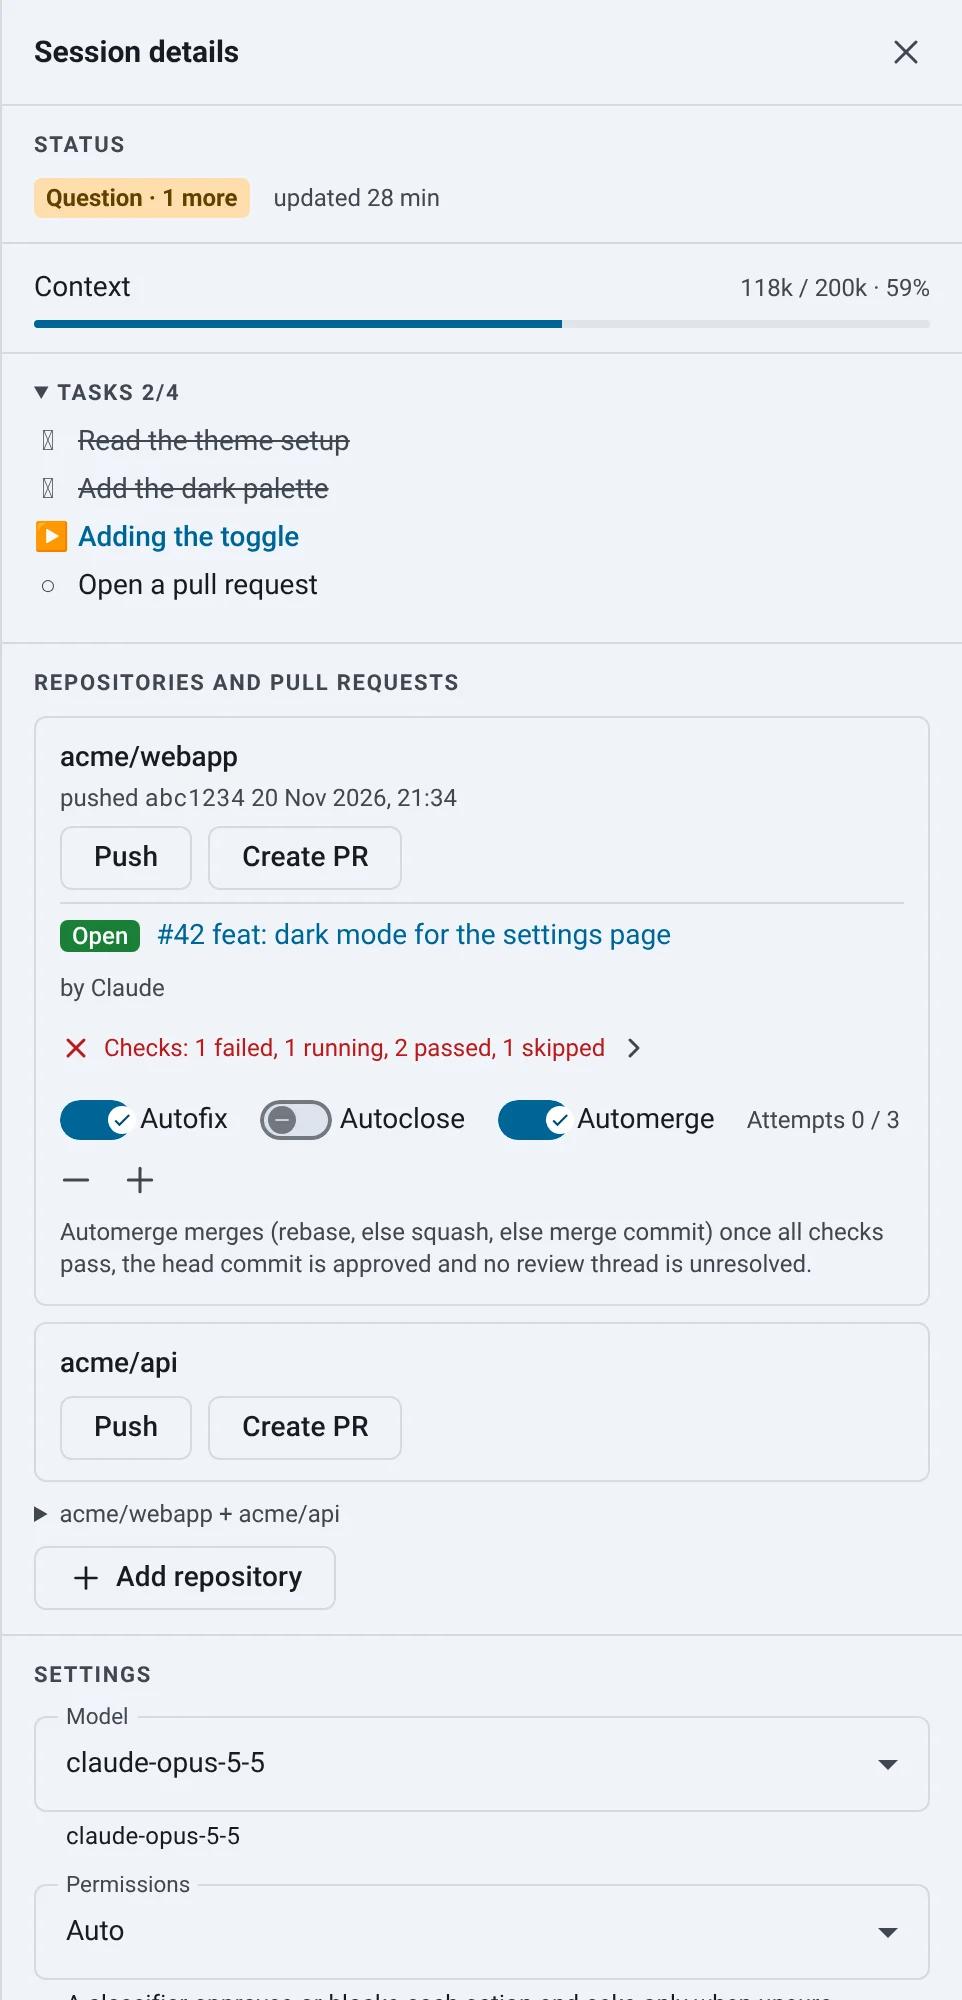 Session details
STATUS
Question · 1 more updated 28 min
Context 118k / 200k · 59%
TASKS 2/4
Read the theme setup
Add the dark palette
Adding the toggle
Open a pull request
REPOSITORIES AND PULL REQUESTS
acme/webapp
pushed abc1234 20 Nov 2026, 21:34
Push Create PR
Open #42 feat: dark mode for the settings page
by Claude
Checks: 1 failed, 1 running, 2 passed, 1 skipped
Autofix Autoclose Automerge Attempts 0 / 3
Automerge merges (rebase, else squash, else merge commit) once all checks
pass, the head commit is approved and no review thread is unresolved.
acme/api
Push Create PR
acme/webapp + acme/api
Add repository
SETTINGS
Model
claude-opus-5-5
claude-opus-5-5
Permissions
Auto